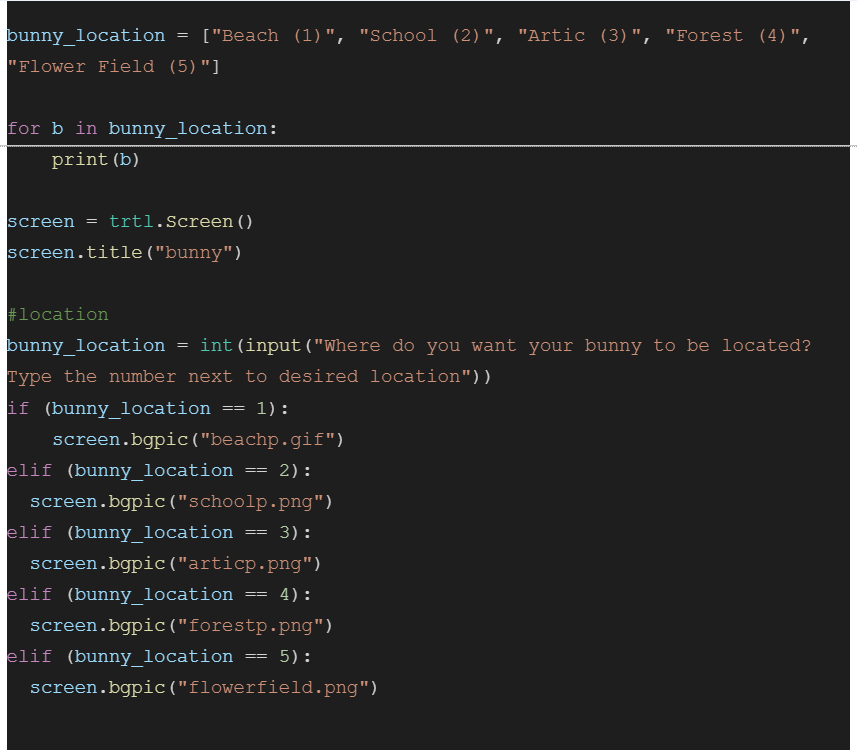 bunny_location = ["Beach (1)", "School (2)", "Artic (3)", "Forest (4)",
"Flower Field (5)"]
for b in bunny_location:
    print(b)
screen = trtl.Screen()
screen.title("bunny")
#location
bunny_location = int(input("Where do you want your bunny to be located?
Type the number next to desired location"))
if (bunny_location == 1):
    screen.bgpic("beachp.gif")
elif (bunny_location == 2):
  screen.bgpic("schoolp.png")
elif (bunny_location == 3):
  screen.bgpic("articp.png")
elif (bunny_location == 4):
  screen.bgpic("forestp.png")
elif (bunny_location == 5):
  screen.bgpic("flowerfield.png")